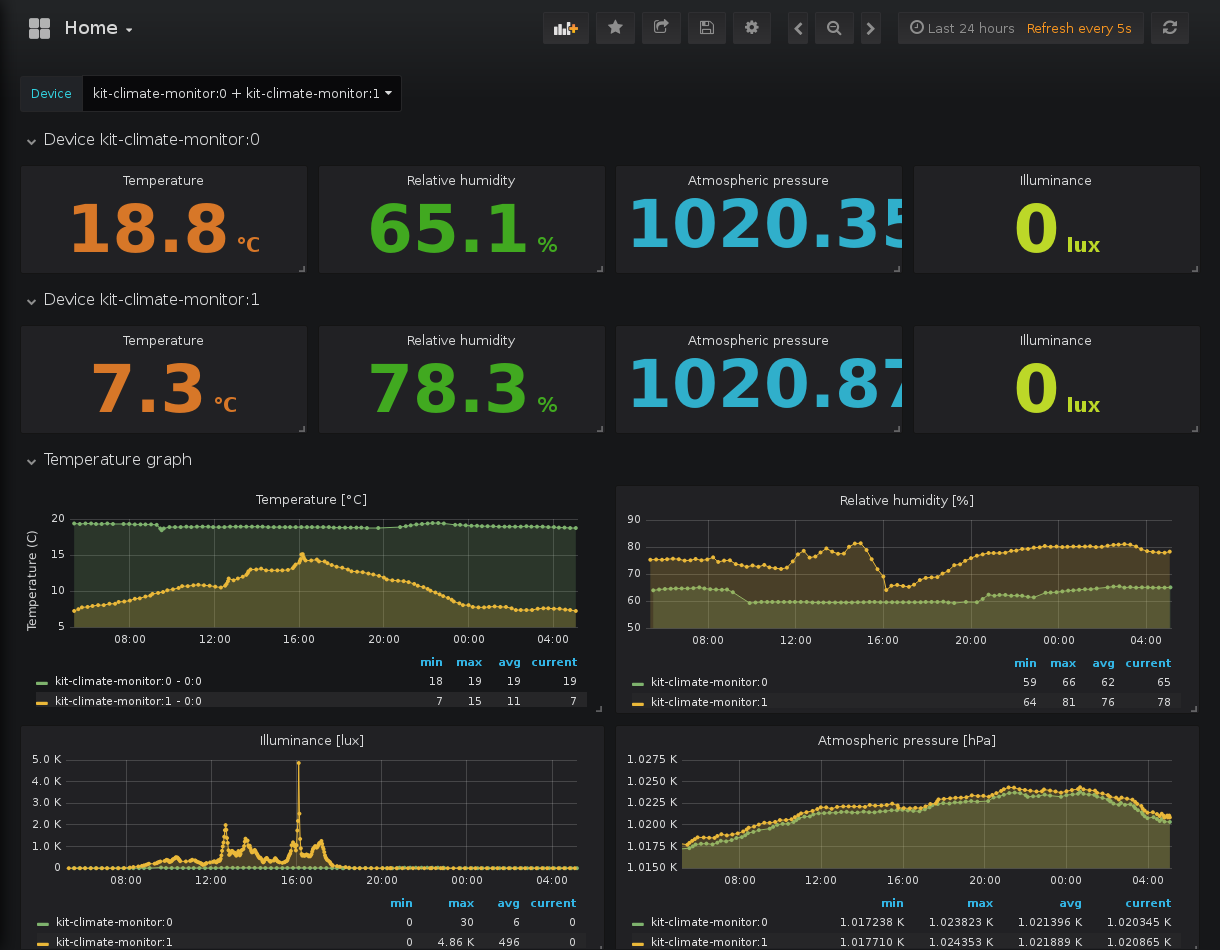 Home
Last 24 hours Refresh every 5s
Device kit-climate-monitor:0 + kit-climate-monitor:1
Device kit-climate-monitor:0
Temperature Relative humidity Atmospheric pressure Illuminance
18.8 °C 65.1 % 1020.35 0 lux
Device kit-climate-monitor:1
Temperature Relative humidity Atmospheric pressure Illuminance
7.3 °C 78.3 % 1020.87 0 lux
Temperature graph
Temperature [°C]
Temperature (C)
20
15
10
5
08:00 12:00 16:00 20:00 00:00 04:00
min max avg current
kit-climate-monitor:0 - 0:0 18 19 19 19
kit-climate-monitor:1 - 0:0 7 15 11 7
Relative humidity [%]
90
80
70
60
50
08:00 12:00 16:00 20:00 00:00 04:00
min max avg current
kit-climate-monitor:0 59 66 62 65
kit-climate-monitor:1 64 81 76 78
Illuminance [lux]
5.0 K
4.0 K
3.0 K
2.0 K
1.0 K
0
08:00 12:00 16:00 20:00 00:00 04:00
min max avg current
kit-climate-monitor:0 0 30 6 0
kit-climate-monitor:1 0 4.86 K 496 0
Atmospheric pressure [hPa]
1.0275 K
1.0250 K
1.0225 K
1.0200 K
1.0175 K
1.0150 K
08:00 12:00 16:00 20:00 00:00 04:00
min max avg current
kit-climate-monitor:0 1.017238 K 1.023823 K 1.021396 K 1.020345 K
kit-climate-monitor:1 1.017710 K 1.024353 K 1.021889 K 1.020865 K